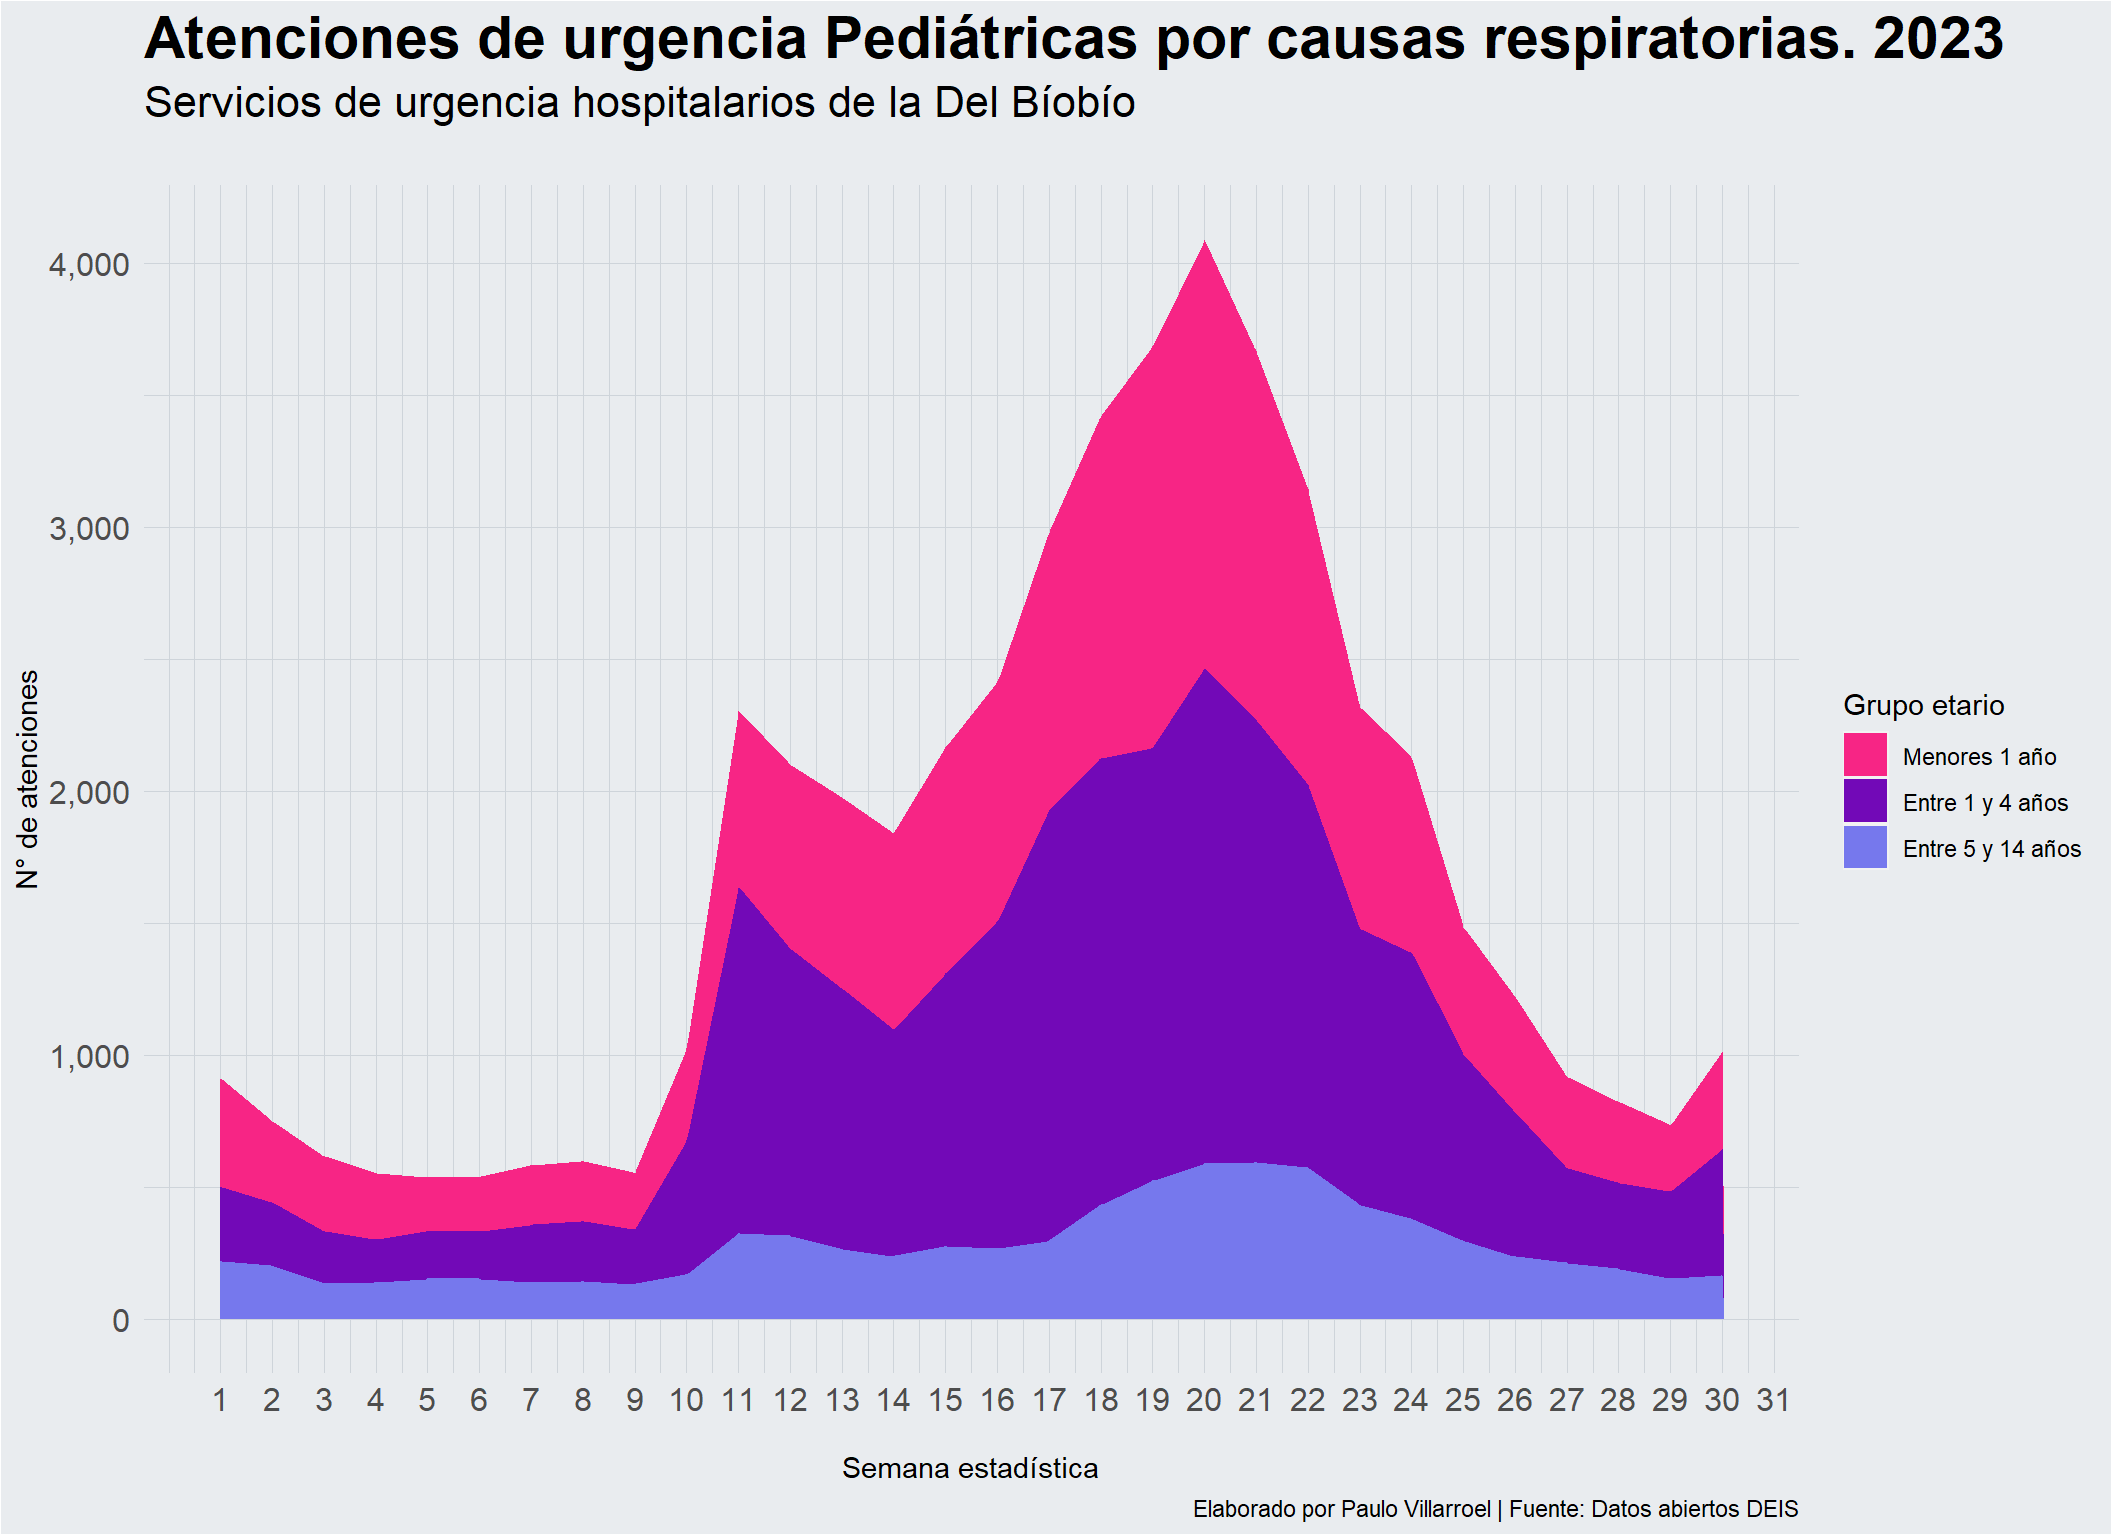 Atenciones de urgencia Pediátricas por causas respiratorias. 2023
Servicios de urgencia hospitalarios de la Del Bíobío
N° de atenciones
4,000
3,000
2,000
1,000
0
1 2 3 4 5 6 7 8 9 10 11 12 13 14 15 16 17 18 19 20 21 22 23 24 25 26 27 28 29 30 31
Semana estadística
Grupo etario
Menores 1 año
Entre 1 y 4 años
Entre 5 y 14 años
Elaborado por Paulo Villarroel | Fuente: Datos abiertos DEIS